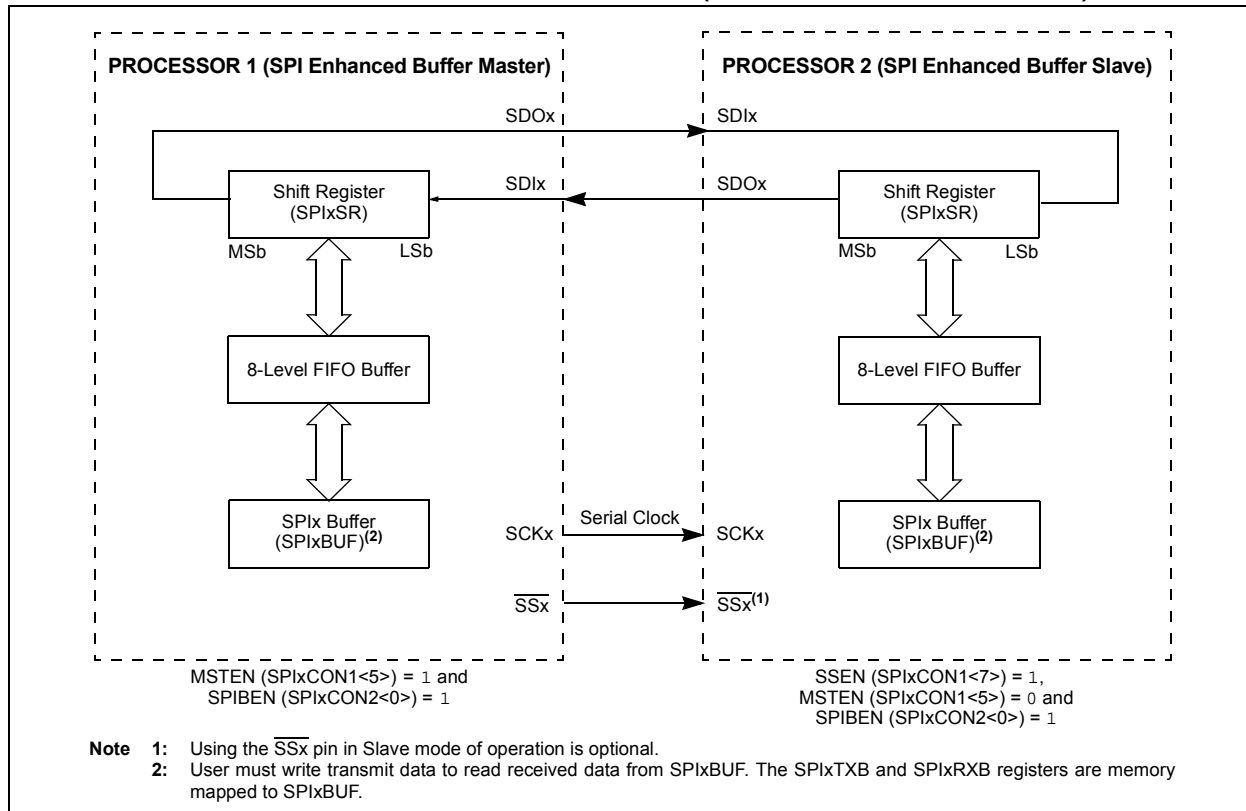 PROCESSOR 1 (SPI Enhanced Buffer Master)
PROCESSOR 2 (SPI Enhanced Buffer Slave)
SDOx
SDIx
Shift Register
(SPIxSR)
SDIx
SDOx
Shift Register
(SPIxSR)
MSb
LSb
MSb
LSb
8-Level FIFO Buffer
8-Level FIFO Buffer
SPIx Buffer
(SPIxBUF)(2)
SCKx
Serial Clock
SCKx
SPIx Buffer
(SPIxBUF)(2)
SSx
SSx(1)
MSTEN (SPIxCON1<5>) = 1 and
SPIBEN (SPIxCON2<0>) = 1
SSEN (SPIxCON1<7>) = 1,
MSTEN (SPIxCON1<5>) = 0 and
SPIBEN (SPIxCON2<0>) = 1
Note 1: Using the SSx pin in Slave mode of operation is optional.
2: User must write transmit data to read received data from SPIxBUF. The SPIxTXB and SPIxRXB registers are memory
mapped to SPIxBUF.